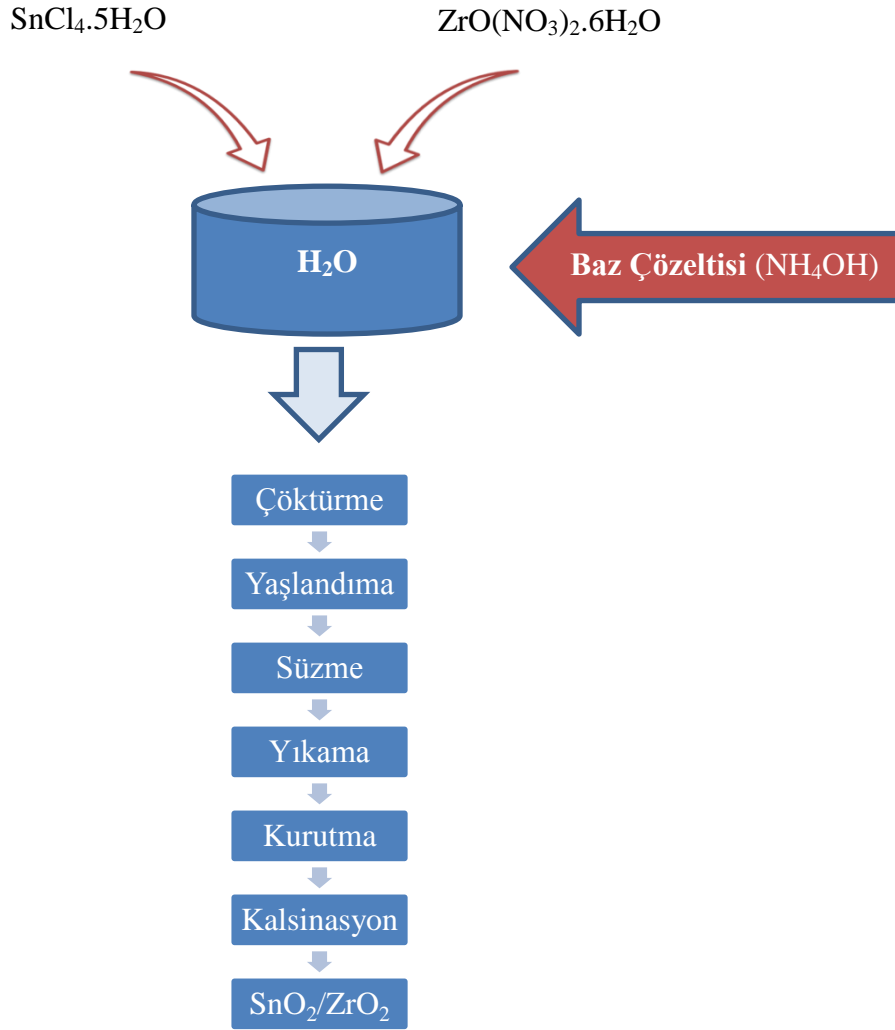 SnCl₄.5H₂O
ZrO(NO₃)₂.6H₂O
H₂O
Baz Çözeltisi (NH₄OH)
Çöktürme
Yaşlandıma
Süzme
Yıkama
Kurutma
Kalsinasyon
SnO₂/ZrO₂